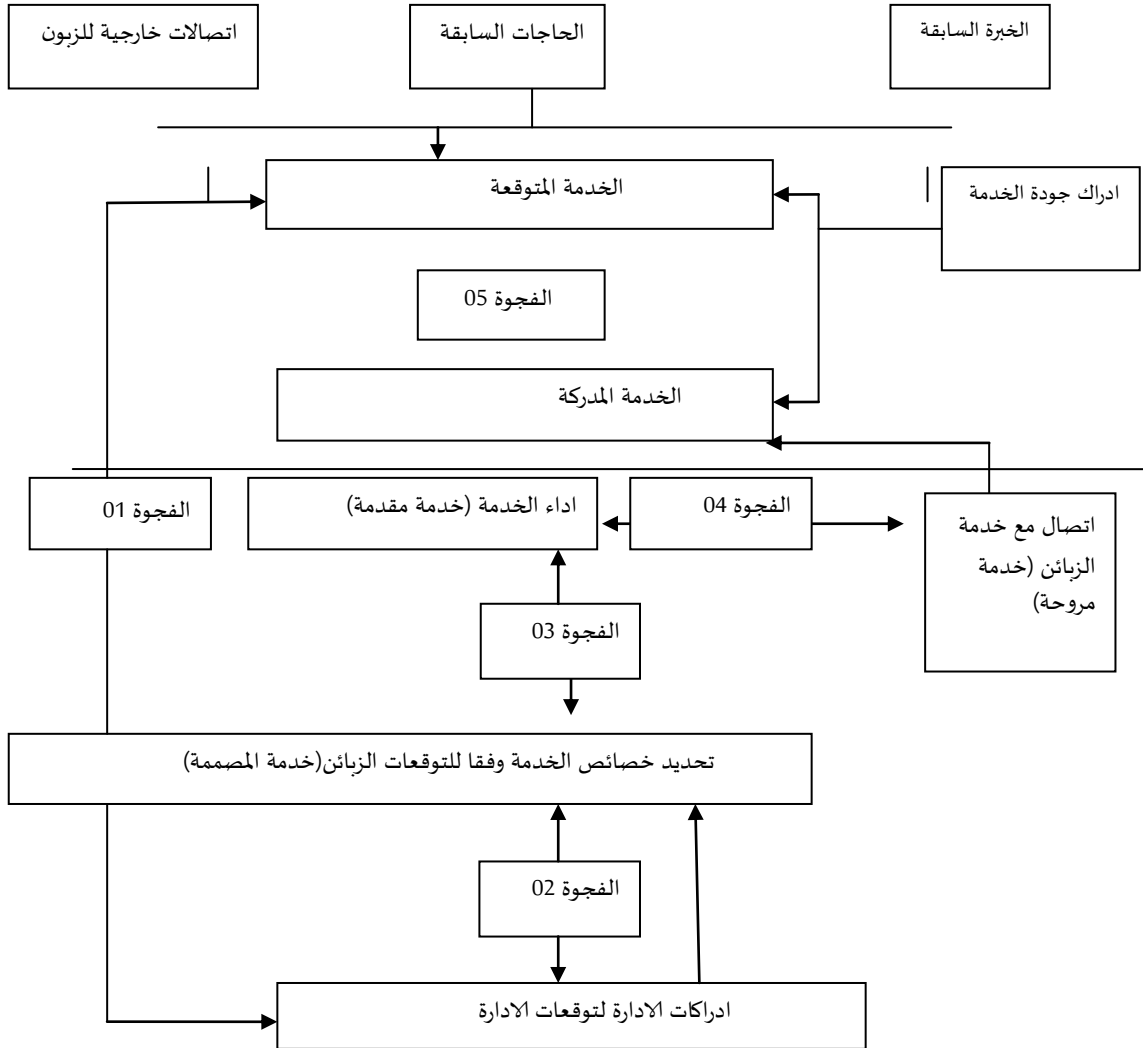 الخبرة السابقة
الحاجات السابقة
اتصالات خارجية للزبون
الخدمة المتوقعة
ادراك جودة الخدمة
الفجوة 05
الخدمة المدركة
اتصال مع خدمة
الزبائن (خدمة
مروحة)
الفجوة 04
اداء الخدمة (خدمة مقدمة)
الفجوة 01
الفجوة 03
تحديد خصائص الخدمة وفقا للتوقعات الزبائن(خدمة المصممة)
الفجوة 02
ادراكات الادارة لتوقعات الادارة